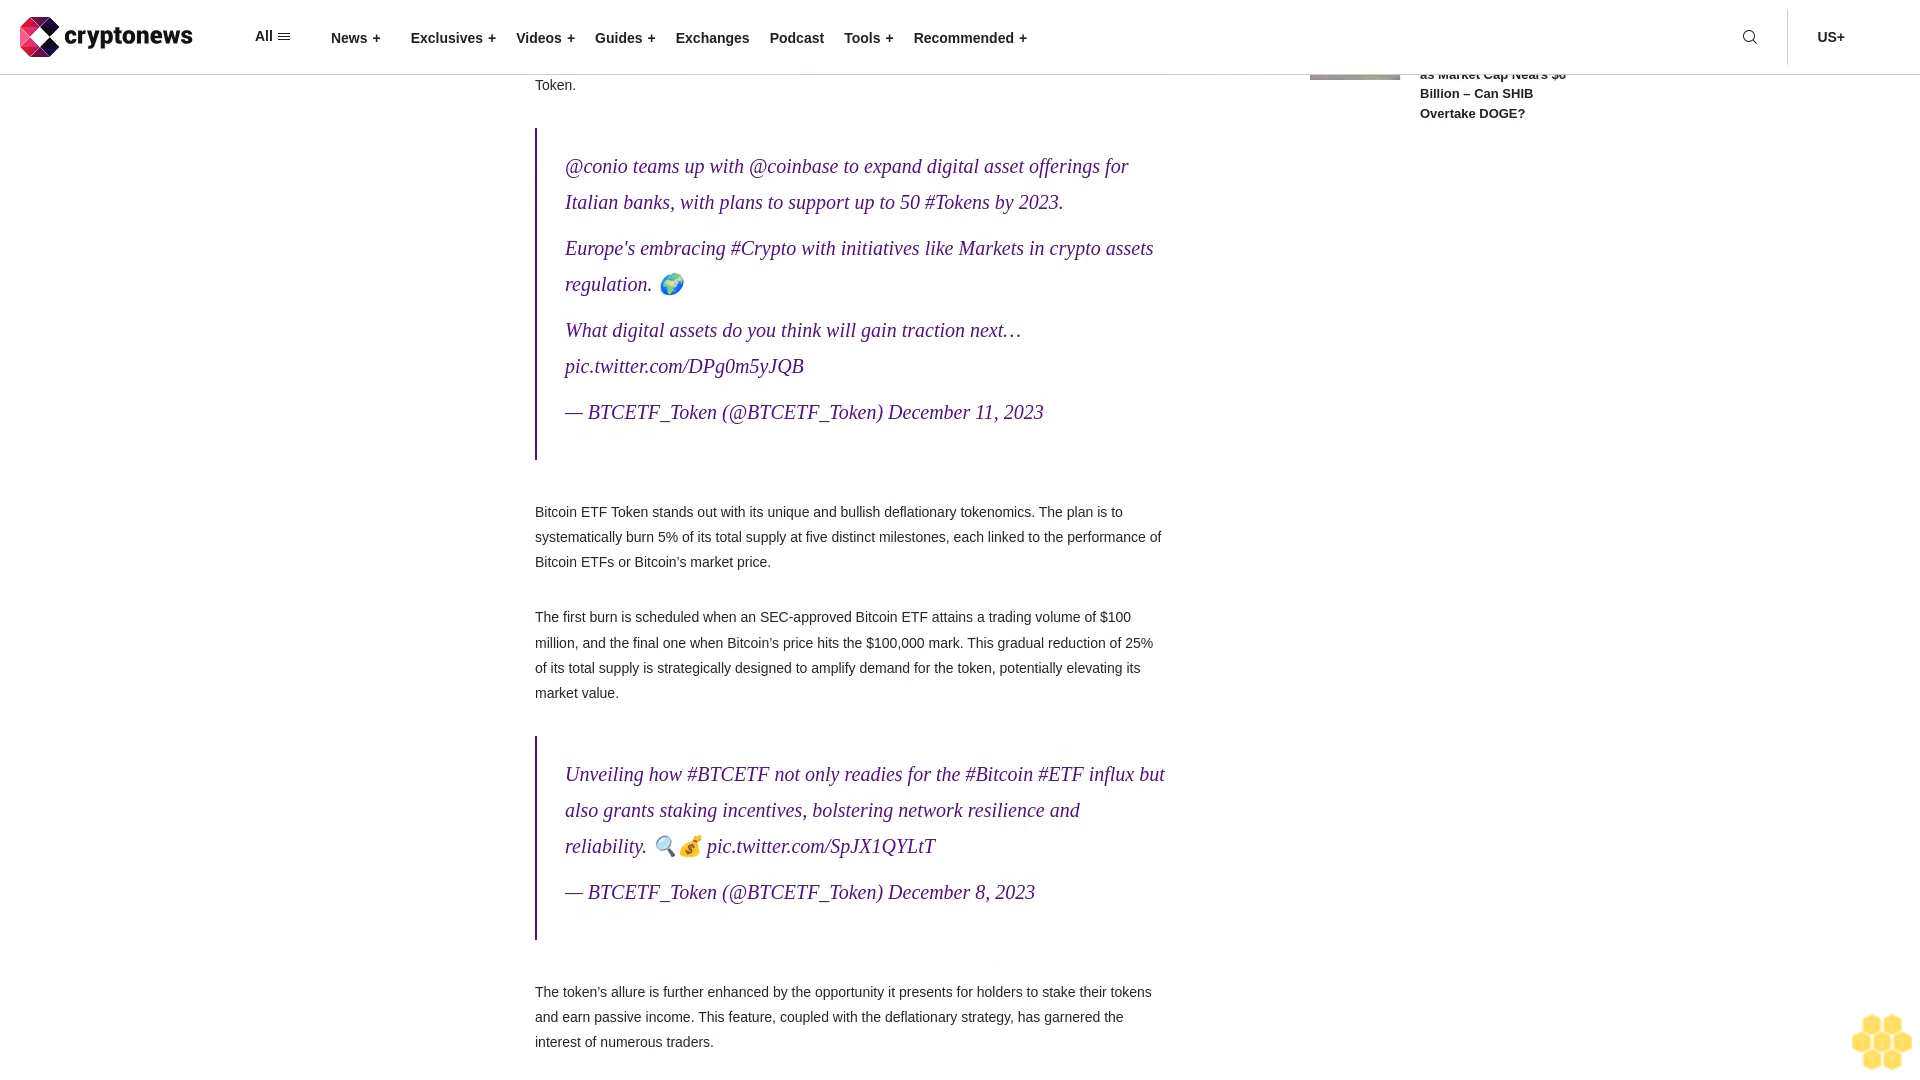 cryptonews
All
News +
Exclusives +
Videos +
Guides +
Exchanges
Podcast
Tools +
Recommended +
US+
Token.
as Market Cap Nears $6
Billion – Can SHIB
Overtake DOGE?
@conio teams up with @coinbase to expand digital asset offerings for
Italian banks, with plans to support up to 50 #Tokens by 2023.
Europe's embracing #Crypto with initiatives like Markets in crypto assets
regulation. 🌍
What digital assets do you think will gain traction next…
pic.twitter.com/DPg0m5yJQB
— BTCETF_Token (@BTCETF_Token) December 11, 2023
Bitcoin ETF Token stands out with its unique and bullish deflationary tokenomics. The plan is to
systematically burn 5% of its total supply at five distinct milestones, each linked to the performance of
Bitcoin ETFs or Bitcoin’s market price.
The first burn is scheduled when an SEC-approved Bitcoin ETF attains a trading volume of $100
million, and the final one when Bitcoin’s price hits the $100,000 mark. This gradual reduction of 25%
of its total supply is strategically designed to amplify demand for the token, potentially elevating its
market value.
Unveiling how #BTCETF not only readies for the #Bitcoin #ETF influx but
also grants staking incentives, bolstering network resilience and
reliability. 🔍💰 pic.twitter.com/SpJX1QYLtT
— BTCETF_Token (@BTCETF_Token) December 8, 2023
The token’s allure is further enhanced by the opportunity it presents for holders to stake their tokens
and earn passive income. This feature, coupled with the deflationary strategy, has garnered the
interest of numerous traders.